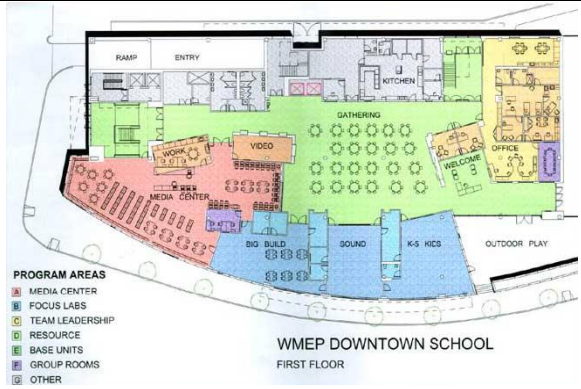 RAMP
ENTRY
KITCHEN
GATHERING
WORK
VIDEO
WELCOME
OFFICE
MEDIA CENTER
BIG BUILD
SOUND
K-5 KIDS
OUTDOOR PLAY
PROGRAM AREAS
A MEDIA CENTER
B FOCUS LABS
C TEAM LEADERSHIP
D RESOURCE
E BASE UNITS
F GROUP ROOMS
G OTHER
WMEP DOWNTOWN SCHOOL
FIRST FLOOR